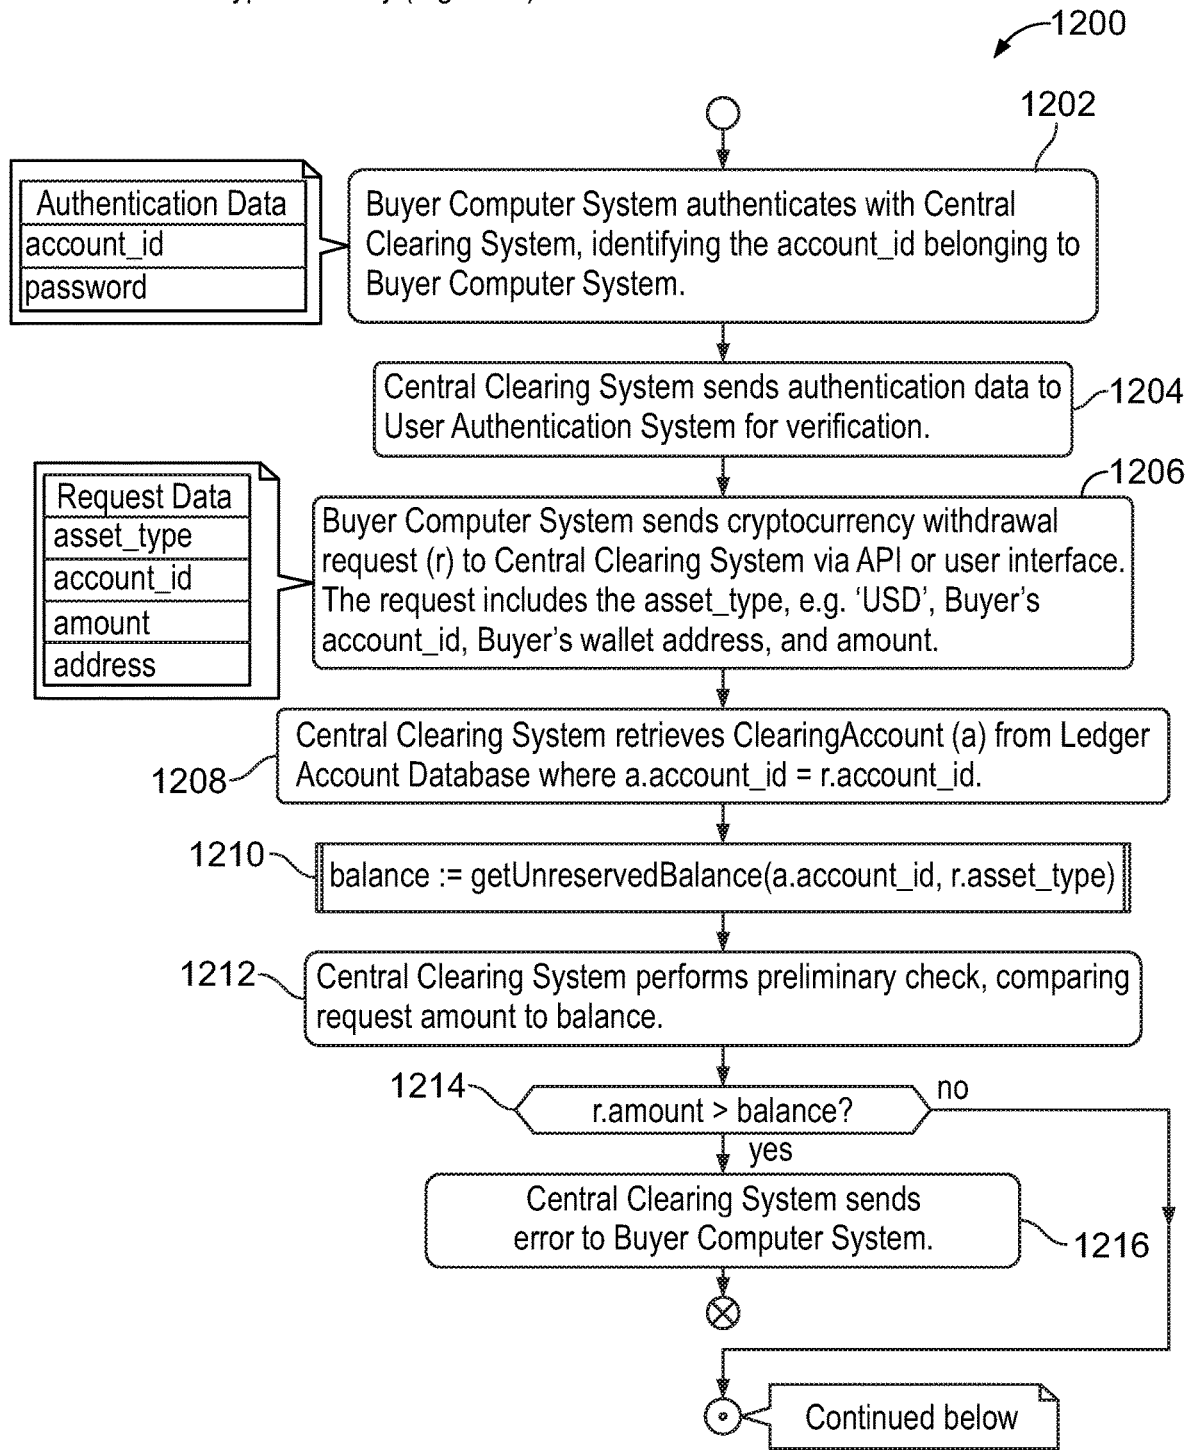 1200
1202
Authentication Data
account_id
password
Buyer Computer System authenticates with Central
Clearing System, identifying the account_id belonging to
Buyer Computer System.
Central Clearing System sends authentication data to
User Authentication System for verification.
1204
1206
Request Data
asset_type
account_id
amount
address
Buyer Computer System sends cryptocurrency withdrawal
request (r) to Central Clearing System via API or user interface.
The request includes the asset_type, e.g. ‘USD’, Buyer’s
account_id, Buyer’s wallet address, and amount.
Central Clearing System retrieves ClearingAccount (a) from Ledger
Account Database where a.account_id = r.account_id.
1208
1210
balance := getUnreservedBalance(a.account_id, r.asset_type)
1212
Central Clearing System performs preliminary check, comparing
request amount to balance.
1214
r.amount > balance?
no
yes
Central Clearing System sends
error to Buyer Computer System.
1216
Continued below